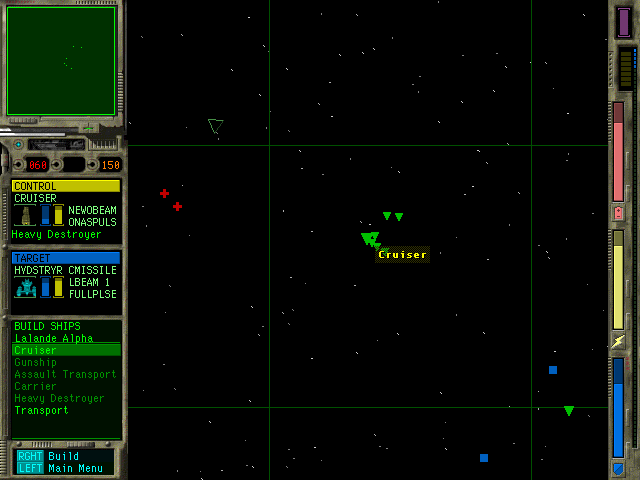 060 150
CONTROL
CRUISER
NEWOBEAM
ONASPULS
Heavy Destroyer
TARGET
HYDSTRYR CMISSILE
LBEAM 1
FULLPLSE
BUILD SHIPS
Lalande Alpha
Cruiser
Gunship
Assault Transport
Carrier
Heavy Destroyer
Transport
RGHT Build
LEFT Main Menu
Cruiser